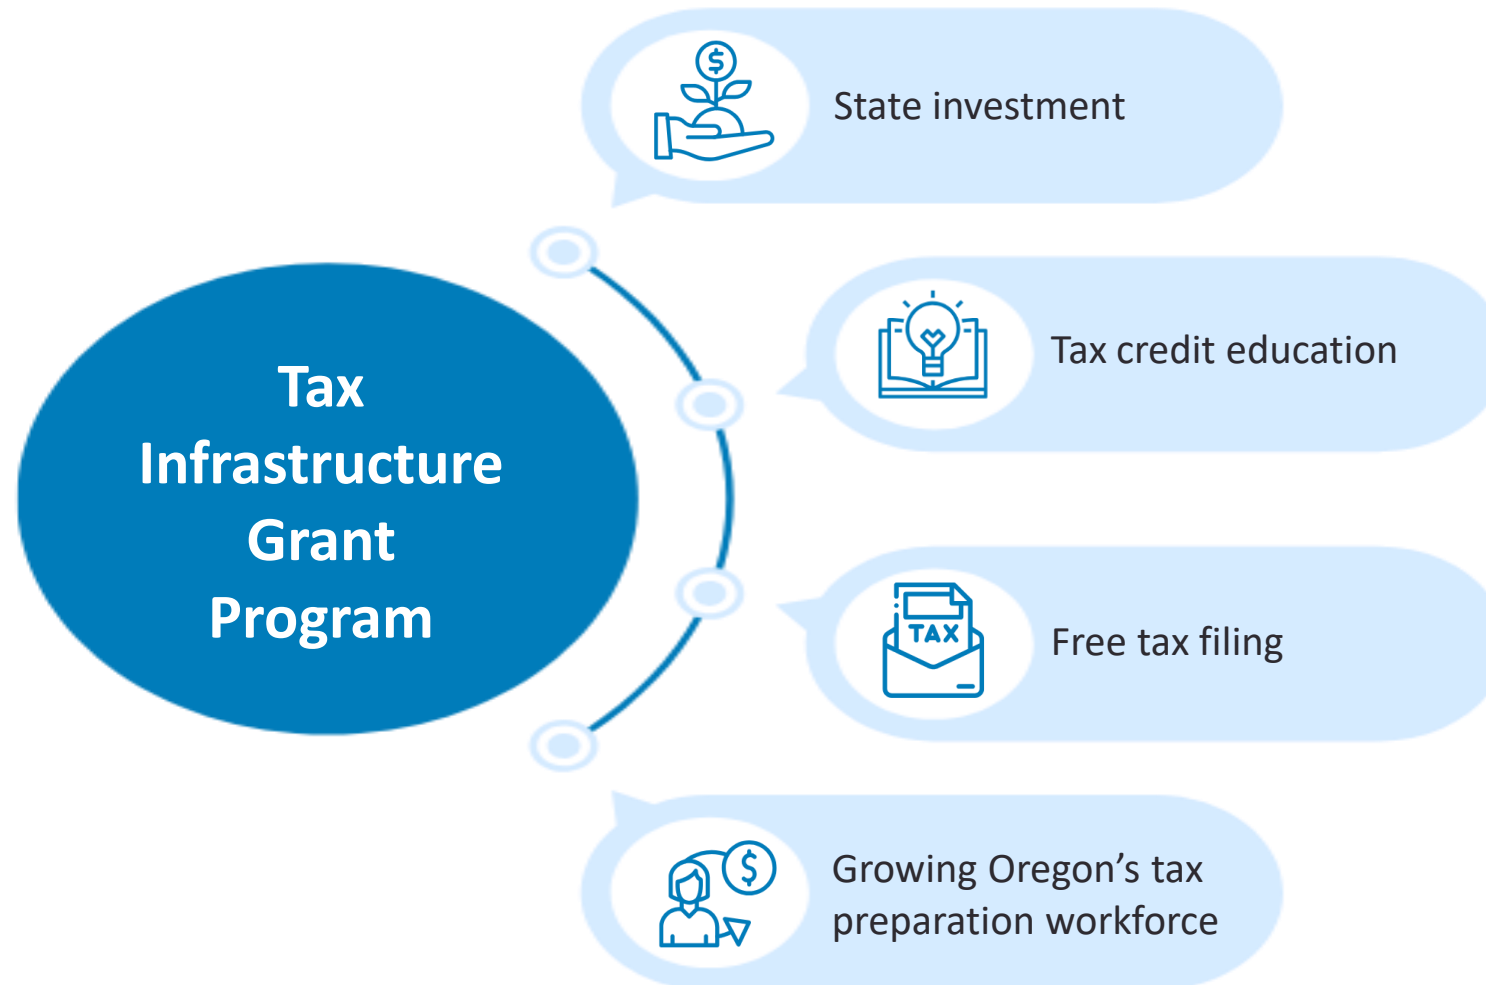 State investment
Tax credit education
Tax
Infrastructure
Grant
Program
TAX
Free tax filing
Growing Oregon’s tax
preparation workforce
$
$